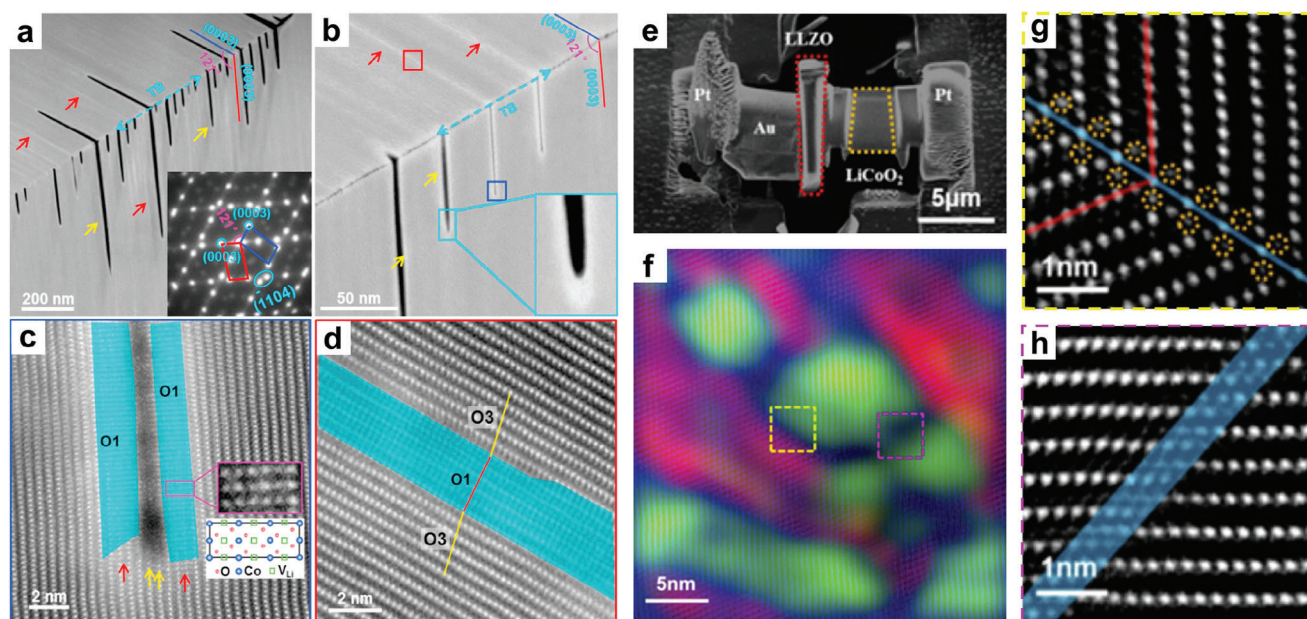 a
(0003)
121°
(0003)
TB
(0003)
121°
(0003)
(1104)
200 nm
b
(0003)
121°
(0003)
TB
50 nm
c
O1
O1
O Co V Li
2 nm
d
O3
O1
O3
2 nm
e
LLZO
Pt
Pt
Au
LiCoO₂
5μm
f
5nm
g
1nm
h
1nm